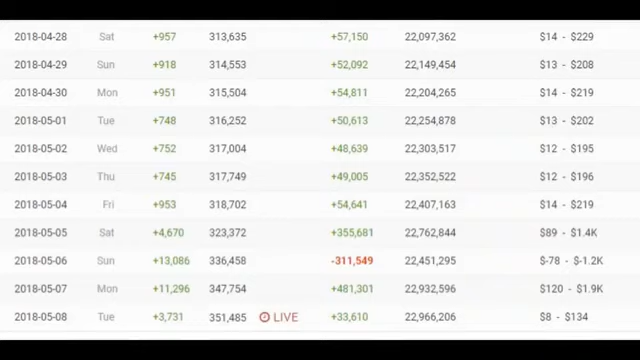 2018-04-28 Sat +957 313,635 +57,150 22,097,362 $14 - $229
2018-04-29 Sun +918 314,553 +52,092 22,149,454 $13 - $208
2018-04-30 Mon +951 315,504 +54,811 22,204,265 $14 - $219
2018-05-01 Tue +748 316,252 +50,613 22,254,878 $13 - $202
2018-05-02 Wed +752 317,004 +48,639 22,303,517 $12 - $195
2018-05-03 Thu +745 317,749 +49,005 22,352,522 $12 - $196
2018-05-04 Fri +953 318,702 +54,641 22,407,163 $14 - $219
2018-05-05 Sat +4,670 323,372 +355,681 22,762,844 $89 - $1.4K
2018-05-06 Sun +13,086 336,458 -311,549 22,451,295 $-78 - $-1.2K
2018-05-07 Mon +11,296 347,754 +481,301 22,932,596 $120 - $1.9K
2018-05-08 Tue +3,731 351,485 LIVE +33,610 22,966,206 $8 - $134